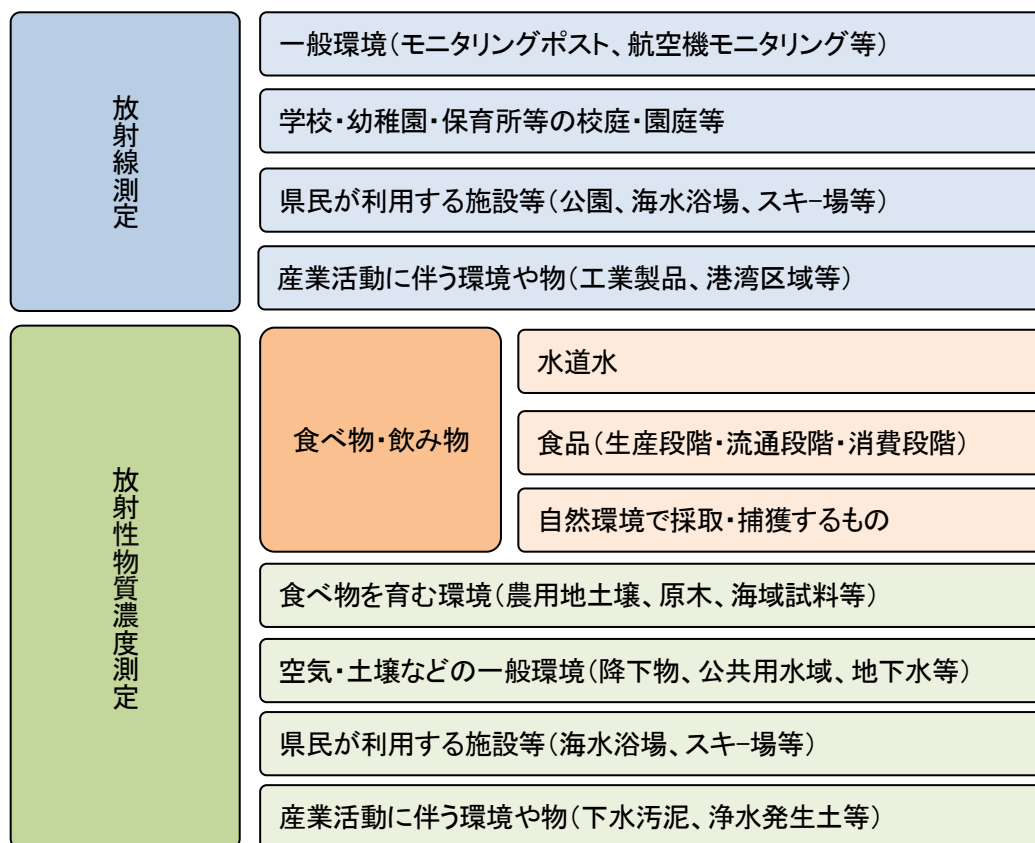 放射線測定
一般環境(モニタリングポスト、航空機モニタリング等)
学校・幼稚園・保育所等の校庭・園庭等
県民が利用する施設等(公園、海水浴場、スキー場等)
産業活動に伴う環境や物(工業製品、港湾区域等)
放射性物質濃度測定
食べ物・飲み物
水道水
食品(生産段階・流通段階・消費段階)
自然環境で採取・捕獲するもの
食べ物を育む環境(農用地土壌、原木、海域試料等)
空気・土壌などの一般環境(降下物、公共用水域、地下水等)
県民が利用する施設等(海水浴場、スキー場等)
産業活動に伴う環境や物(下水汚泥、浄水発生土等)